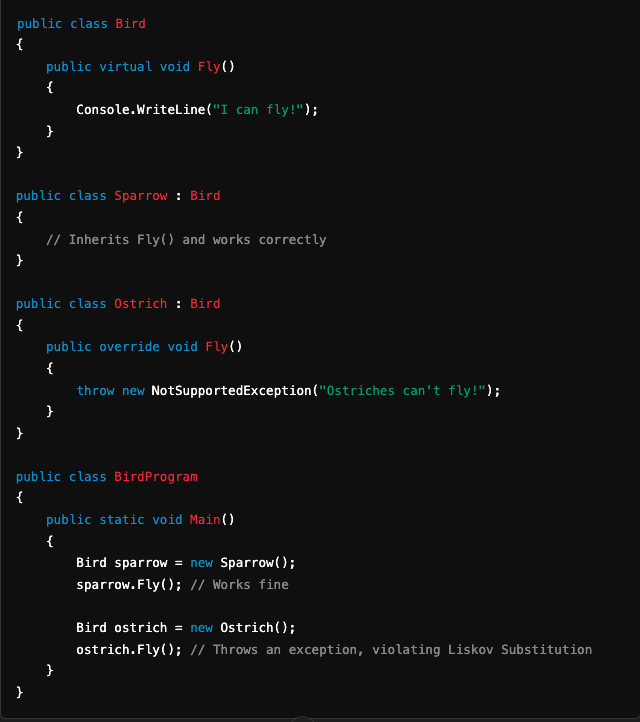 public class Bird
{
    public virtual void Fly()
    {
        Console.WriteLine("I can fly!");
    }
}

public class Sparrow : Bird
{
    // Inherits Fly() and works correctly
}

public class Ostrich : Bird
{
    public override void Fly()
    {
        throw new NotSupportedException("Ostriches can't fly!");
    }
}

public class BirdProgram
{
    public static void Main()
    {
        Bird sparrow = new Sparrow();
        sparrow.Fly(); // Works fine

        Bird ostrich = new Ostrich();
        ostrich.Fly(); // Throws an exception, violating Liskov Substitution
    }
}